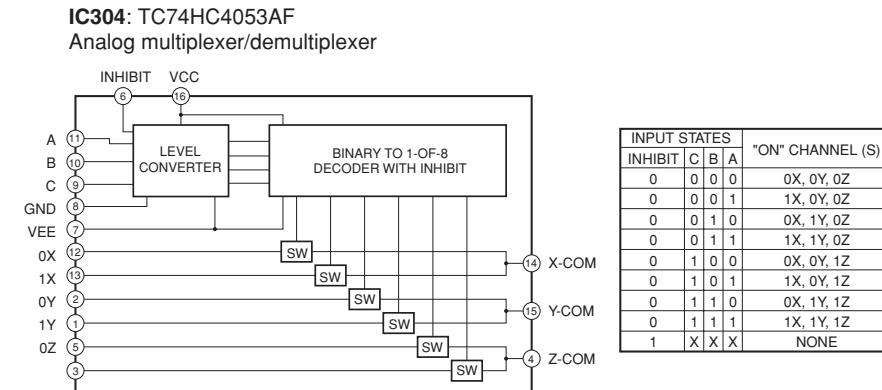 IC304: TC74HC4053AF
Analog multiplexer/demultiplexer
INHIBIT VCC
6 16
A 11
B 10
C 9
GND 8
VEE 7
0X 12
1X 13
0Y 2
1Y 1
0Z 5
3
LEVEL
CONVERTER
BINARY TO 1-OF-8
DECODER WITH INHIBIT
SW
SW
SW
SW
SW
SW
14 X-COM
15 Y-COM
4 Z-COM
INPUT STATES "ON" CHANNEL (S)
INHIBIT C B A
0 0 0 0 0X, 0Y, 0Z
0 0 0 1 1X, 0Y, 0Z
0 0 1 0 0X, 1Y, 0Z
0 0 1 1 1X, 1Y, 0Z
0 1 0 0 0X, 0Y, 1Z
0 1 0 1 1X, 0Y, 1Z
0 1 1 0 0X, 1Y, 1Z
0 1 1 1 1X, 1Y, 1Z
1 X X X NONE